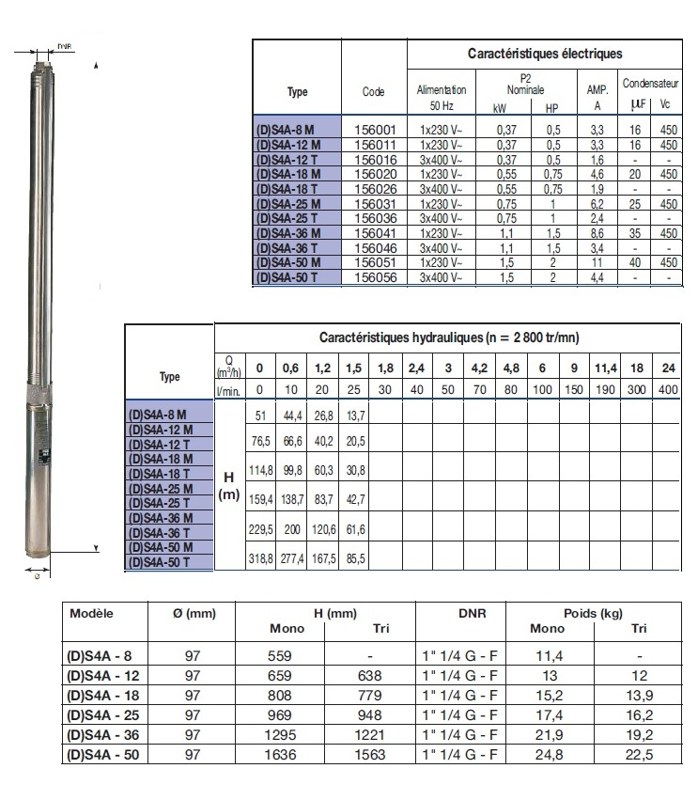 DNR
Ø
Type Code Caractéristiques électriques
Alimentation 50 Hz P2 Nominale AMP. A Condensateur
kW HP µF Vc
(D)S4A-8 M 156001 1x230 V~ 0,37 0,5 3,3 16 450
(D)S4A-12 M 156011 1x230 V~ 0,37 0,5 3,3 16 450
(D)S4A-12 T 156016 3x400 V~ 0,37 0,5 1,6 - -
(D)S4A-18 M 156020 1x230 V~ 0,55 0,75 4,6 20 450
(D)S4A-18 T 156026 3x400 V~ 0,55 0,75 1,9 - -
(D)S4A-25 M 156031 1x230 V~ 0,75 1 6,2 25 450
(D)S4A-25 T 156036 3x400 V~ 0,75 1 2,4 - -
(D)S4A-36 M 156041 1x230 V~ 1,1 1,5 8,6 35 450
(D)S4A-36 T 156046 3x400 V~ 1,1 1,5 3,4 - -
(D)S4A-50 M 156051 1x230 V~ 1,5 2 11 40 450
(D)S4A-50 T 156056 3x400 V~ 1,5 2 4,4 - -
Type Caractéristiques hydrauliques (n = 2 800 tr/mn)
Q (m³/h) 0 0,6 1,2 1,5 1,8 2,4 3 4,2 4,8 6 9 11,4 18 24
l/min. 0 10 20 25 30 40 50 70 80 100 150 190 300 400
H (m)
(D)S4A-8 M 51 44,4 26,8 13,7
(D)S4A-12 M
(D)S4A-12 T 76,5 66,6 40,2 20,5
(D)S4A-18 M
(D)S4A-18 T 114,8 99,8 60,3 30,8
(D)S4A-25 M
(D)S4A-25 T 159,4 138,7 83,7 42,7
(D)S4A-36 M
(D)S4A-36 T 229,5 200 120,6 61,6
(D)S4A-50 M
(D)S4A-50 T 318,8 277,4 167,5 85,5
Modèle Ø (mm) H (mm) DNR Poids (kg)
Mono Tri Mono Tri
(D)S4A - 8 97 559 - 1" 1/4 G - F 11,4 -
(D)S4A - 12 97 659 638 1" 1/4 G - F 13 12
(D)S4A - 18 97 808 779 1" 1/4 G - F 15,2 13,9
(D)S4A - 25 97 969 948 1" 1/4 G - F 17,4 16,2
(D)S4A - 36 97 1295 1221 1" 1/4 G - F 21,9 19,2
(D)S4A - 50 97 1636 1563 1" 1/4 G - F 24,8 22,5